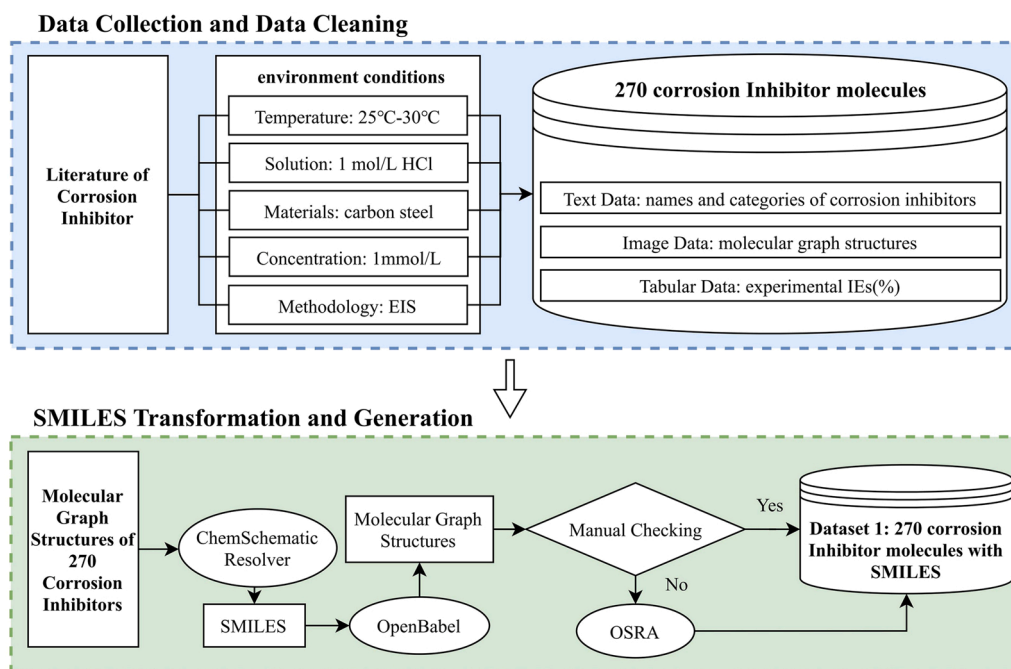 Data Collection and Data Cleaning
Literature of
Corrosion
Inhibitor
environment conditions
Temperature: 25℃-30℃
Solution: 1 mol/L HCl
Materials: carbon steel
Concentration: 1mmol/L
Methodology: EIS
270 corrosion Inhibitor molecules
Text Data: names and categories of corrosion inhibitors
Image Data: molecular graph structures
Tabular Data: experimental IEs(%)
SMILES Transformation and Generation
Molecular
Graph
Structures of
270
Corrosion
Inhibitors
ChemSchematic
Resolver
SMILES
OpenBabel
Molecular Graph
Structures
Manual Checking
Yes
No
OSRA
Dataset 1: 270 corrosion
Inhibitor molecules with
SMILES